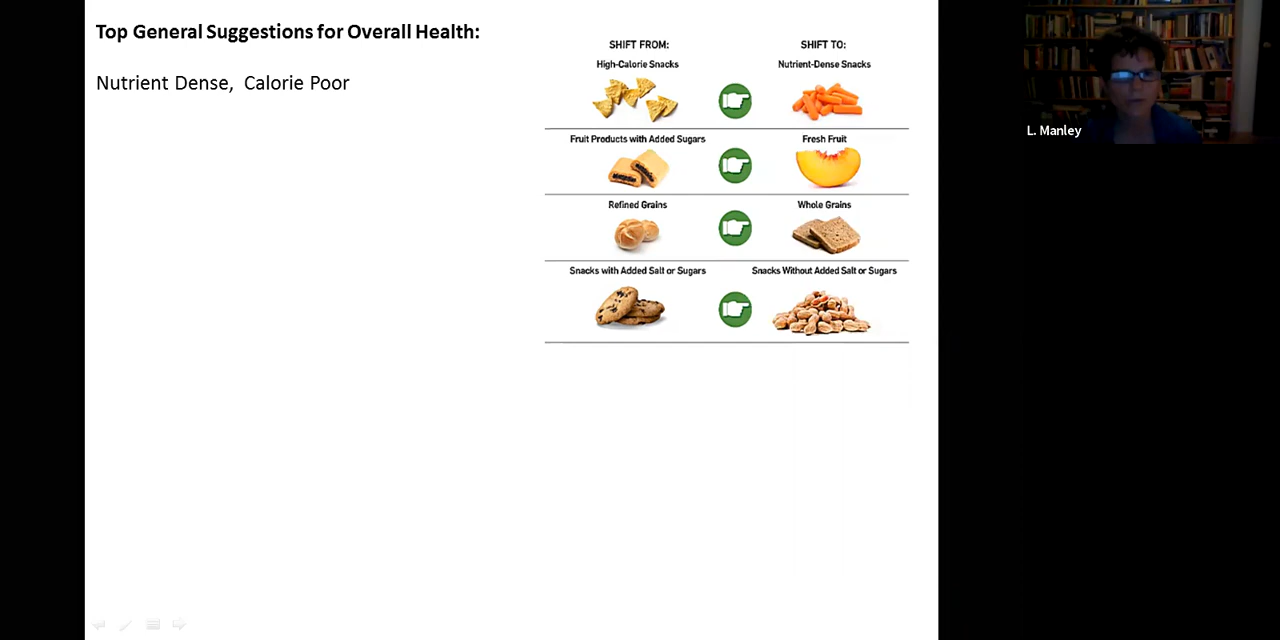 Top General Suggestions for Overall Health:
Nutrient Dense, Calorie Poor
SHIFT FROM: SHIFT TO:
High-Calorie Snacks Nutrient-Dense Snacks
Fruit Products with Added Sugars Fresh Fruit
Refined Grains Whole Grains
Snacks with Added Salt or Sugars Snacks Without Added Salt or Sugars
L. Manley